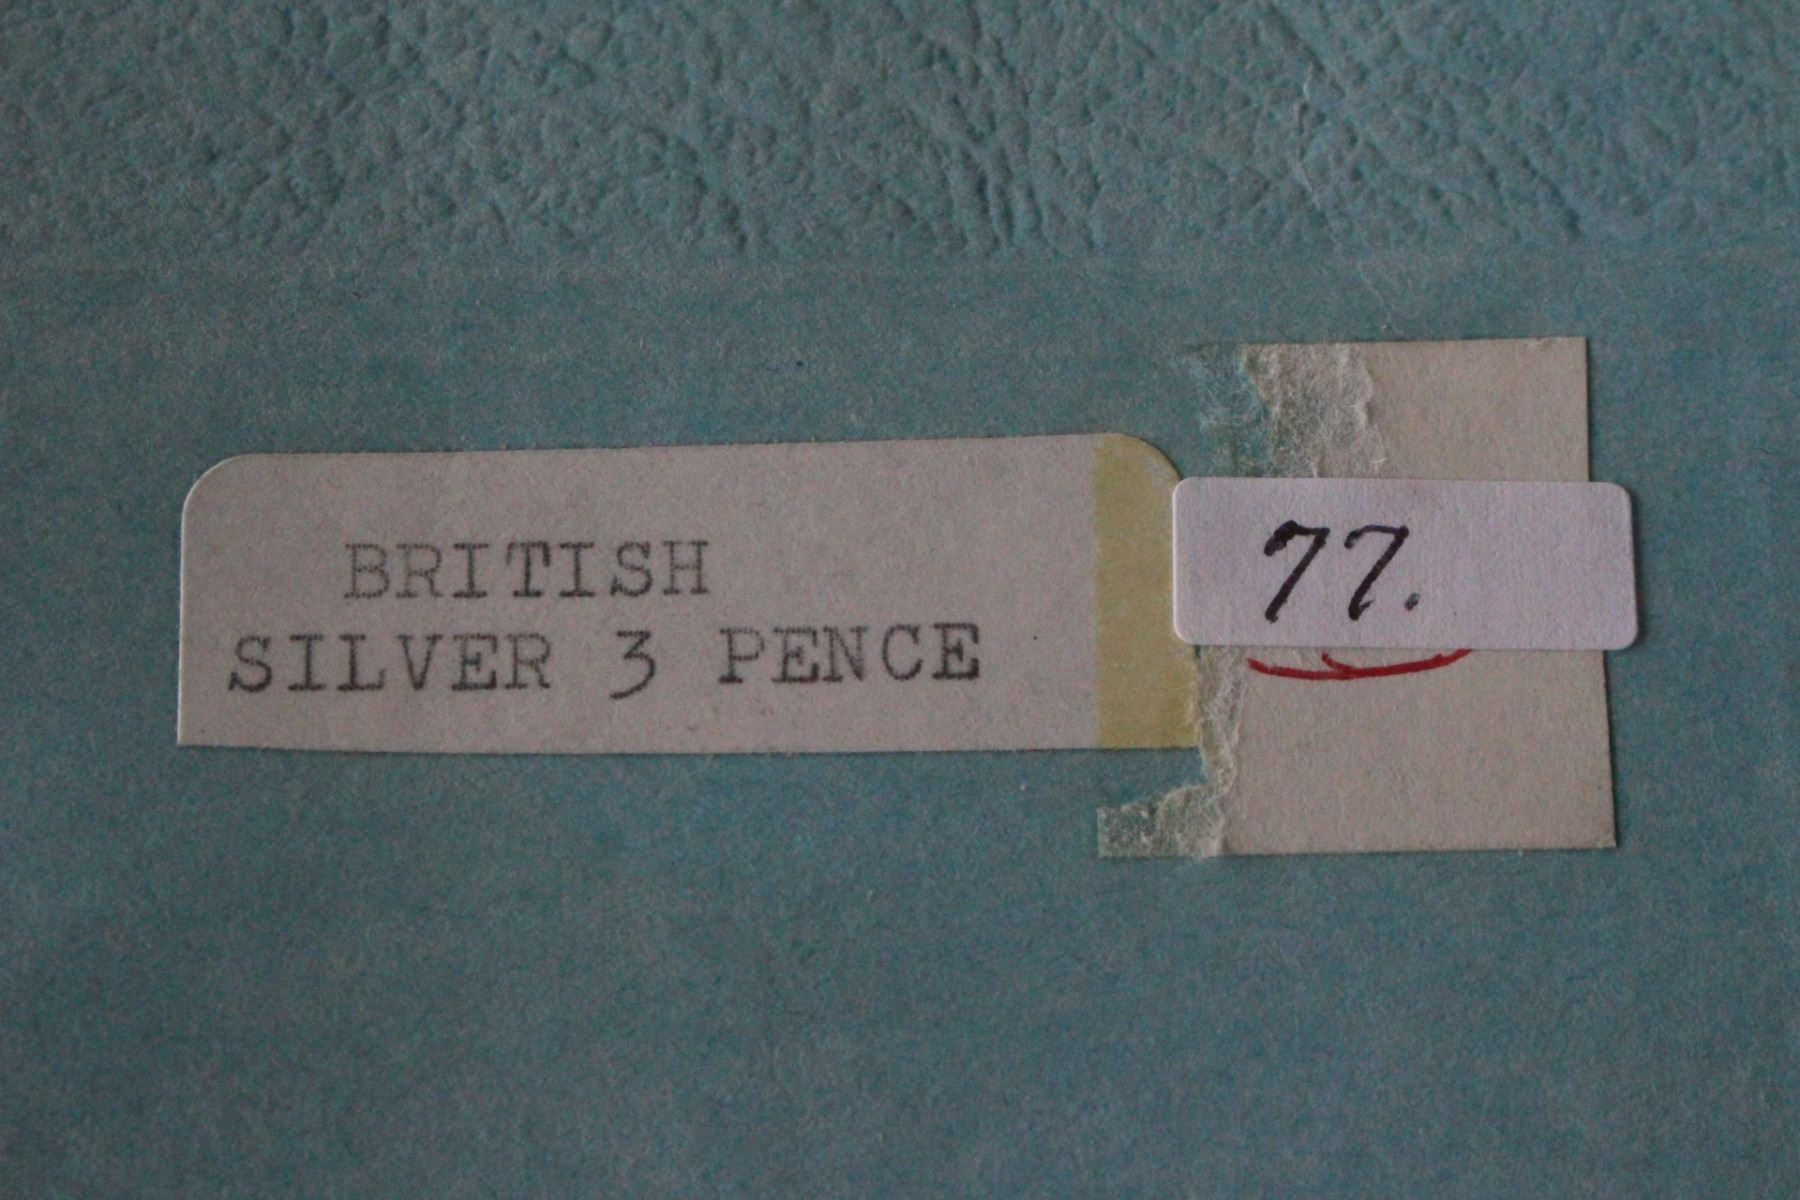 BRITISH
SILVER 3 PENCE
77.